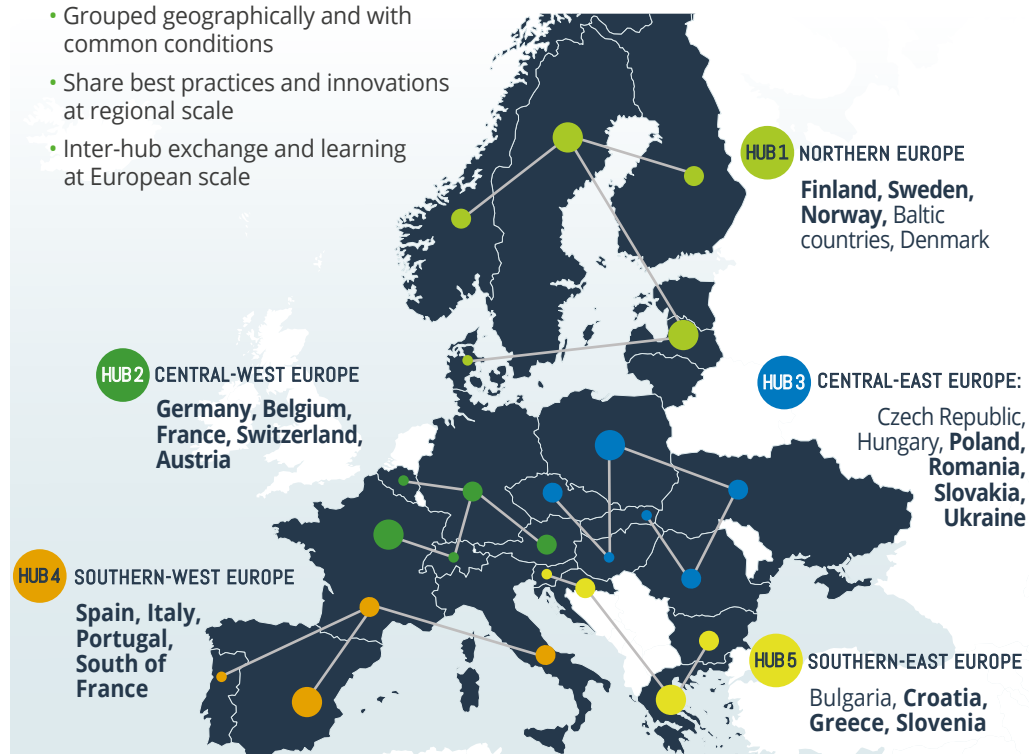 • Grouped geographically and with
common conditions
• Share best practices and innovations
at regional scale
• Inter-hub exchange and learning
at European scale
HUB 1 NORTHERN EUROPE
Finland, Sweden,
Norway, Baltic
countries, Denmark
HUB 2 CENTRAL-WEST EUROPE
Germany, Belgium,
France, Switzerland,
Austria
HUB 3 CENTRAL-EAST EUROPE:
Czech Republic,
Hungary, Poland,
Romania,
Slovakia,
Ukraine
HUB 4 SOUTHERN-WEST EUROPE
Spain, Italy,
Portugal,
South of
France
HUB 5 SOUTHERN-EAST EUROPE
Bulgaria, Croatia,
Greece, Slovenia